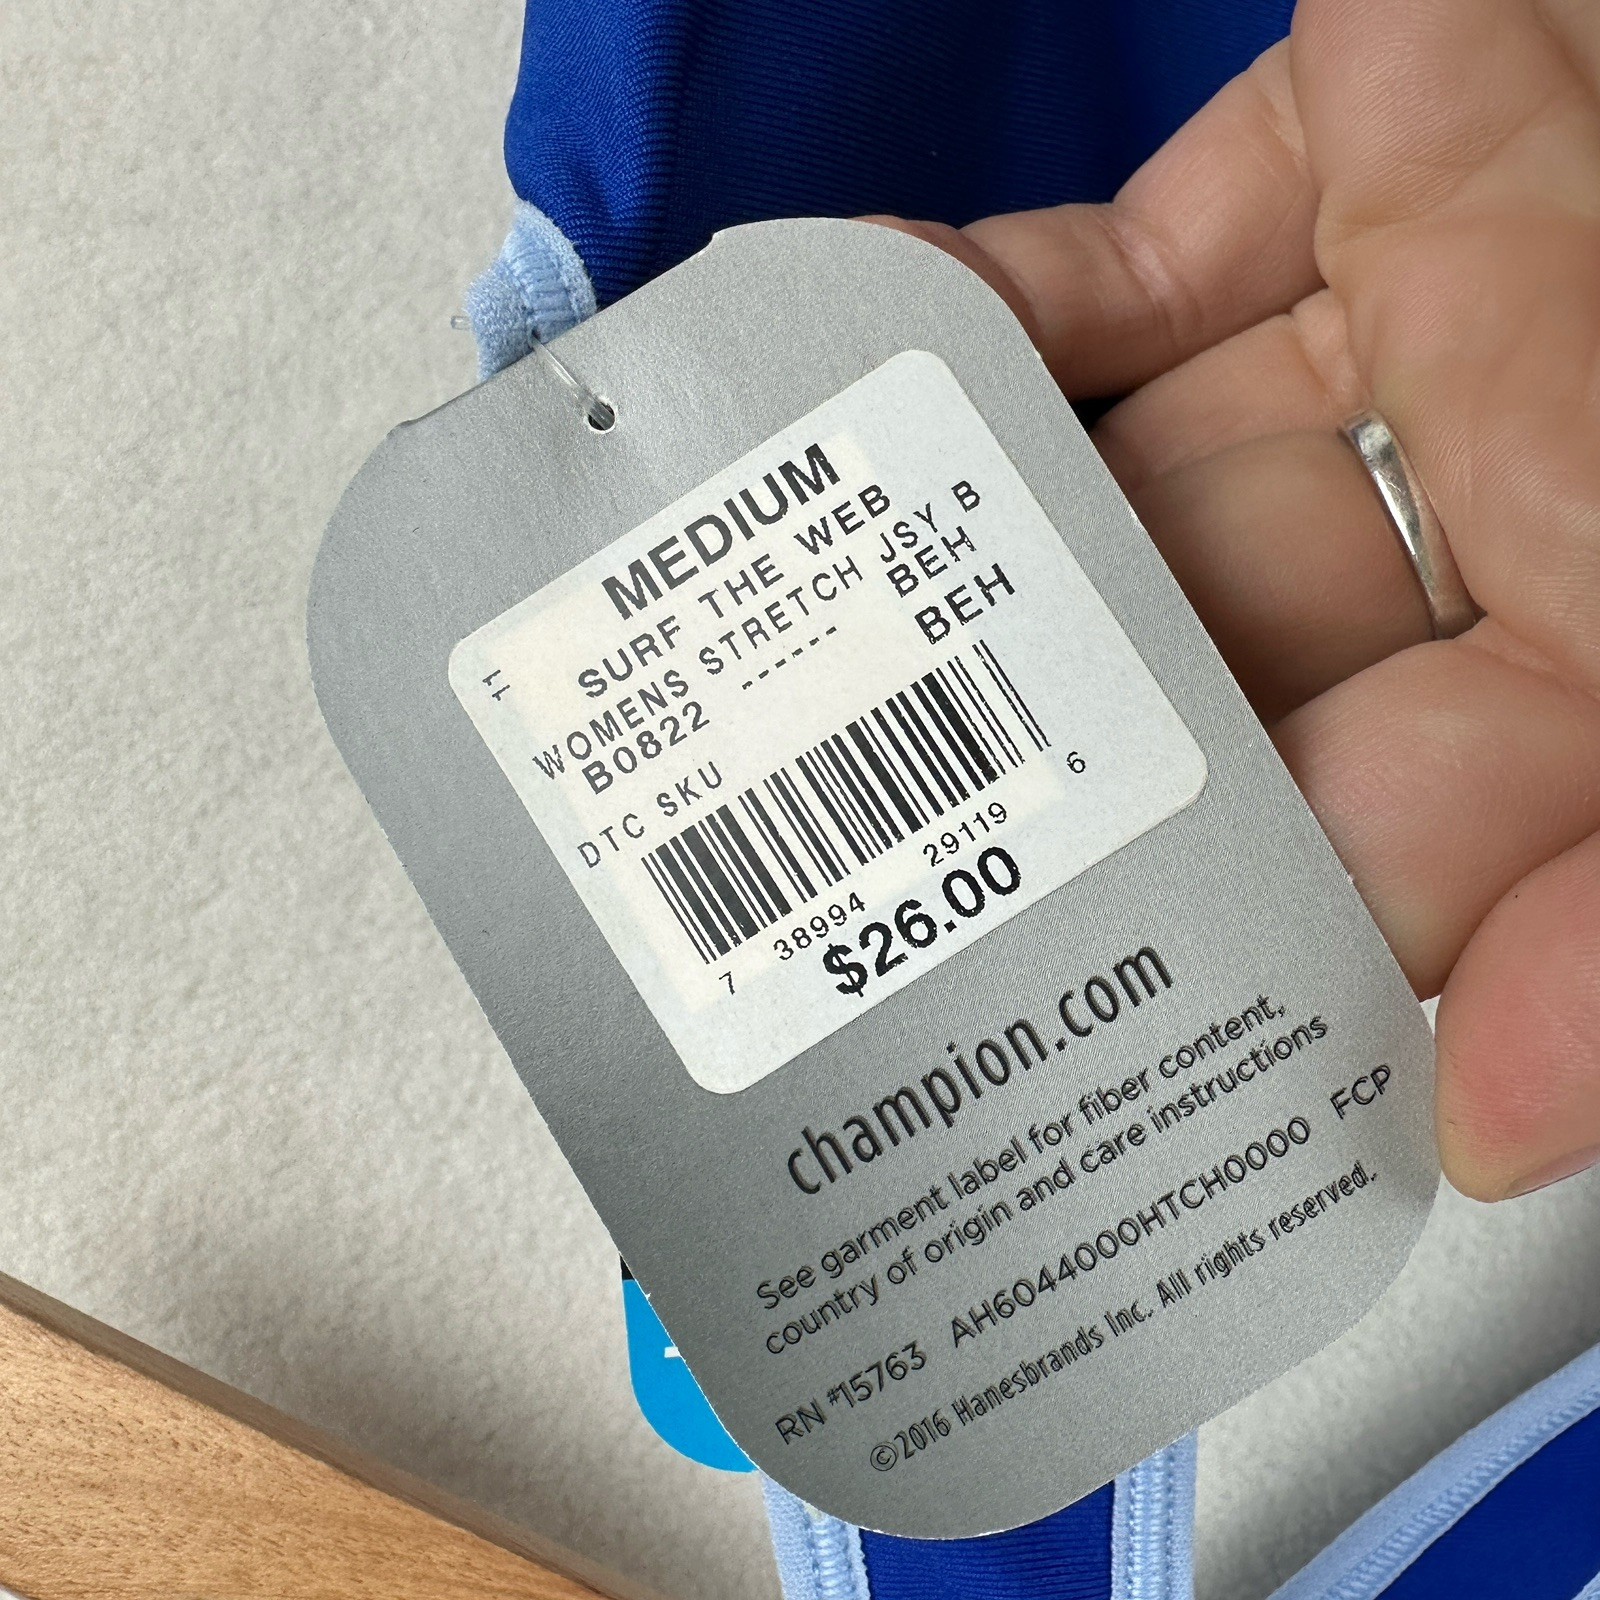 MEDIUM
11
SURF THE WEB
WOMENS STRETCH JSY B
B0822 ------ BEH
BEH
DTC SKU
7 38994 29119 6
$26.00
champion.com
See garment label for fiber content,
country of origin and care instructions
RN #15763 AH6044000HTCH0000 FCP
©2016 Hanesbrands Inc. All rights reserved.